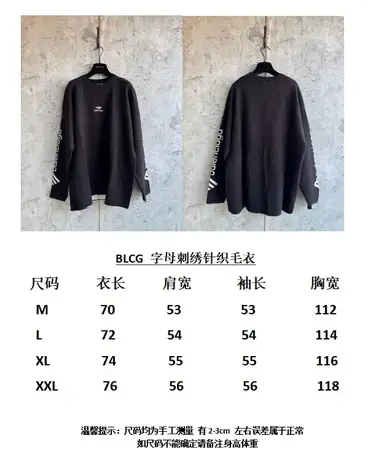 Balenciaga
Balenciaga
BLCG 字母刺绣针织毛衣
尺码 衣长 肩宽 袖长 胸宽
M 70 53 53 112
L 72 54 54 114
XL 74 55 55 116
XXL 76 56 56 118
温馨提示：尺码均为手工测量 有2-3cm 左右误差属于正常
如尺码不能确定请备注身高体重